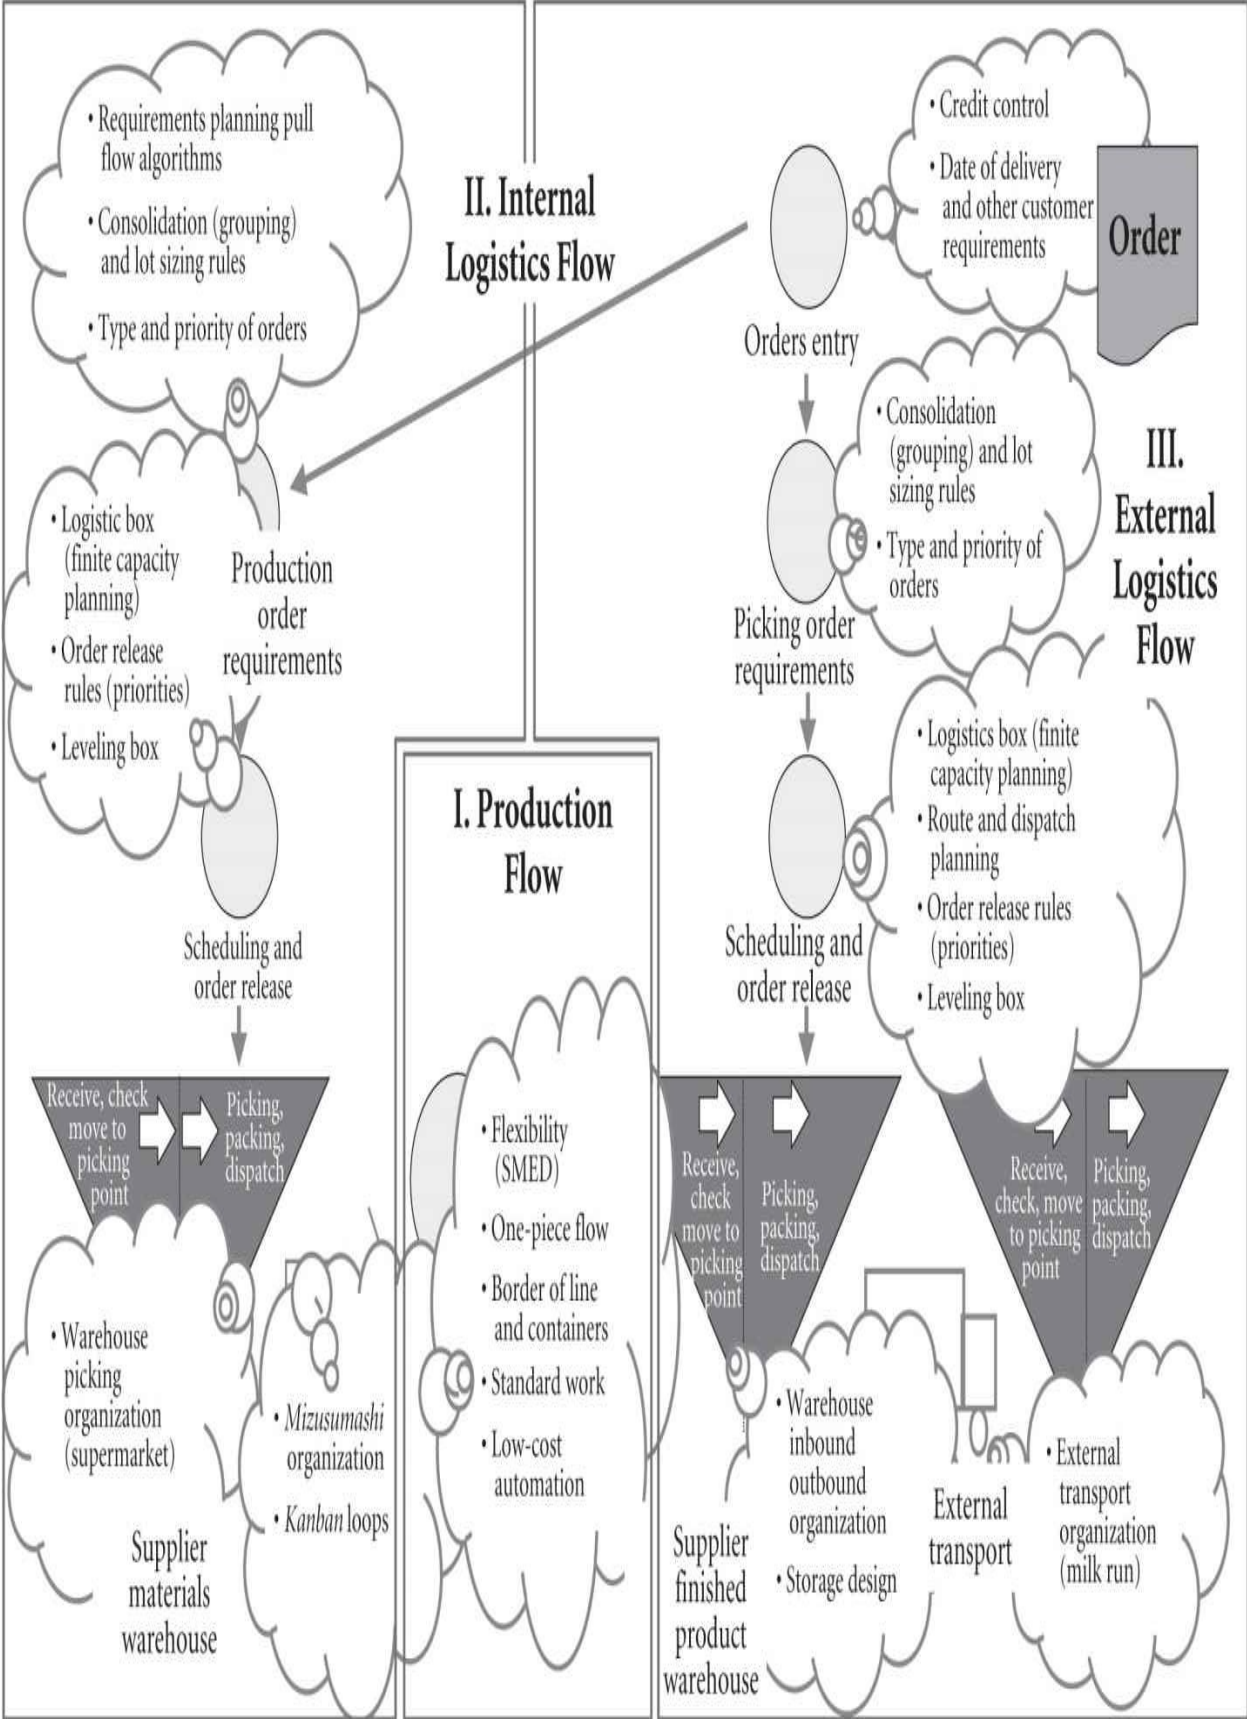 • Requirements planning pull
flow algorithms
• Consolidation (grouping)
and lot sizing rules
• Type and priority of orders
II. Internal
Logistics Flow
• Credit control
• Date of delivery
and other customer
requirements
Order
Orders entry
• Consolidation
(grouping) and lot
sizing rules
• Type and priority of
orders
III.
External
Logistics
Flow
• Logistic box
(finite capacity
planning)
• Order release
rules (priorities)
• Leveling box
Production
order
requirements
Picking order
requirements
• Logistics box (finite
capacity planning)
• Route and dispatch
planning
• Order release rules
(priorities)
• Leveling box
I. Production
Flow
Scheduling and
order release
Scheduling and
order release
Receive, check
move to
picking
point
Picking,
packing,
dispatch
• Flexibility
(SMED)
• One-piece flow
• Border of line
and containers
• Standard work
• Low-cost
automation
Receive,
check
move to
picking
point
Picking,
packing,
dispatch
Receive,
check, move
to picking
point
Picking,
packing,
dispatch
• Warehouse
picking
organization
(supermarket)
• Mizusumashi
organization
• Kanban loops
• Warehouse
inbound
outbound
organization
• Storage design
External
transport
• External
transport
organization
(milk run)
Supplier
materials
warehouse
Supplier
finished
product
warehouse